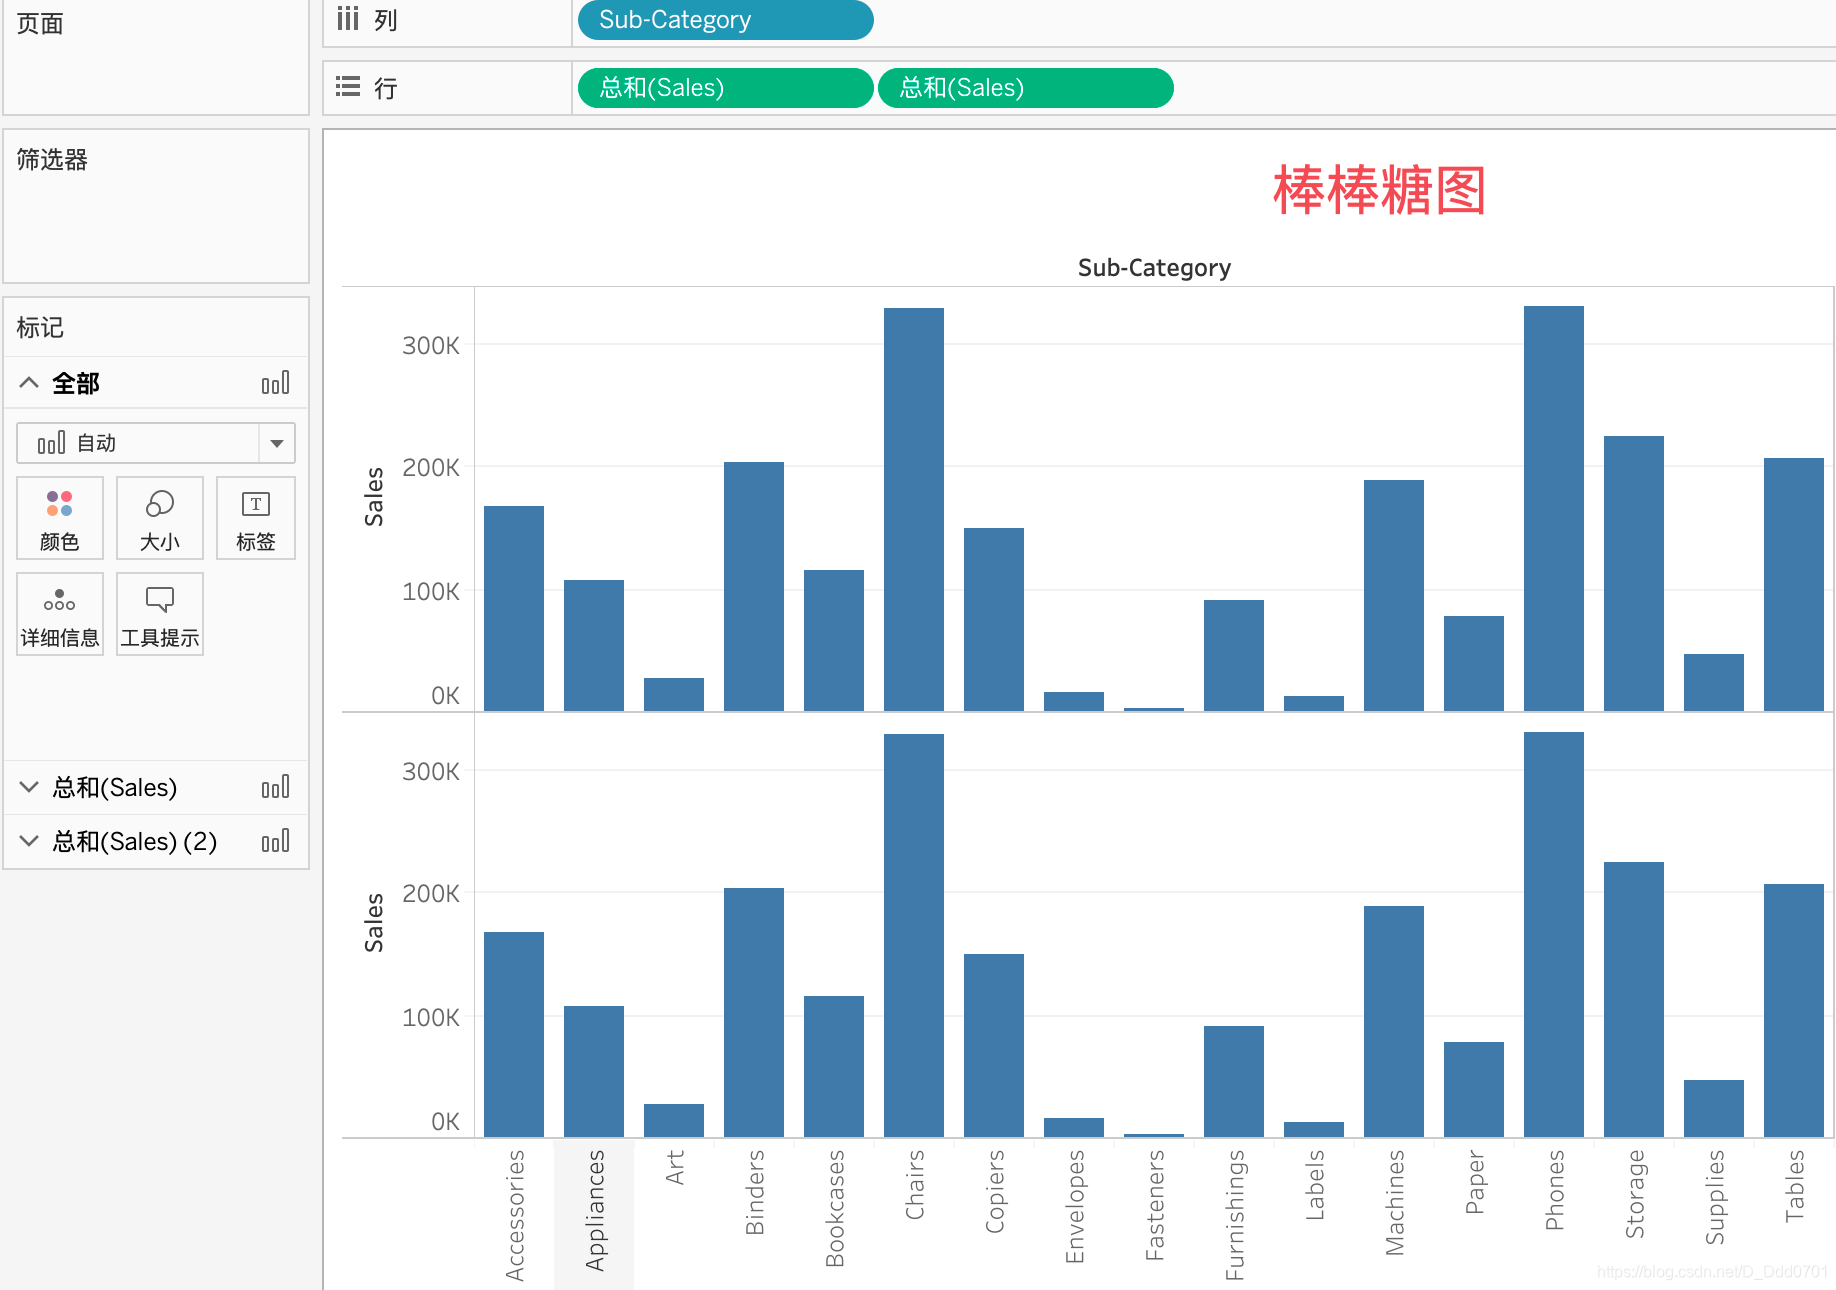 页面
列
Sub-Category
行
总和(Sales)
总和(Sales)
筛选器
标记
全部
自动
颜色
大小
标签
详细信息
工具提示
总和(Sales)
总和(Sales) (2)
棒棒糖图
Sub-Category
Sales
300K
200K
100K
0K
Sales
300K
200K
100K
0K
Accessories
Appliances
Art
Binders
Bookcases
Chairs
Copiers
Envelopes
Fasteners
Furnishings
Labels
Machines
Paper
Phones
Storage
Supplies
Tables
https://blog.csdn.net/D_Ddd0701